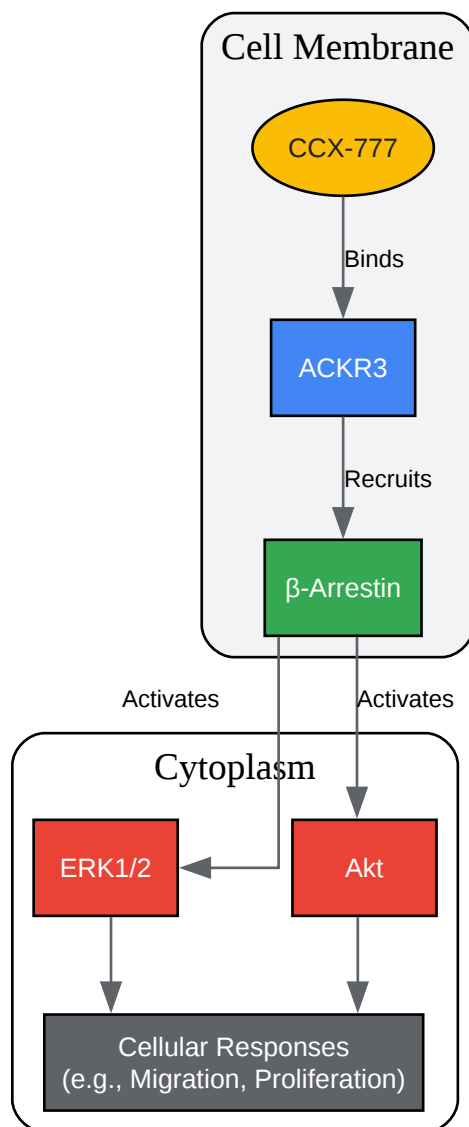 Cell Membrane
CCX-777
Binds
ACKR3
Recruits
β-Arrestin
Activates
Activates
Cytoplasm
ERK1/2
Akt
Cellular Responses
(e.g., Migration, Proliferation)